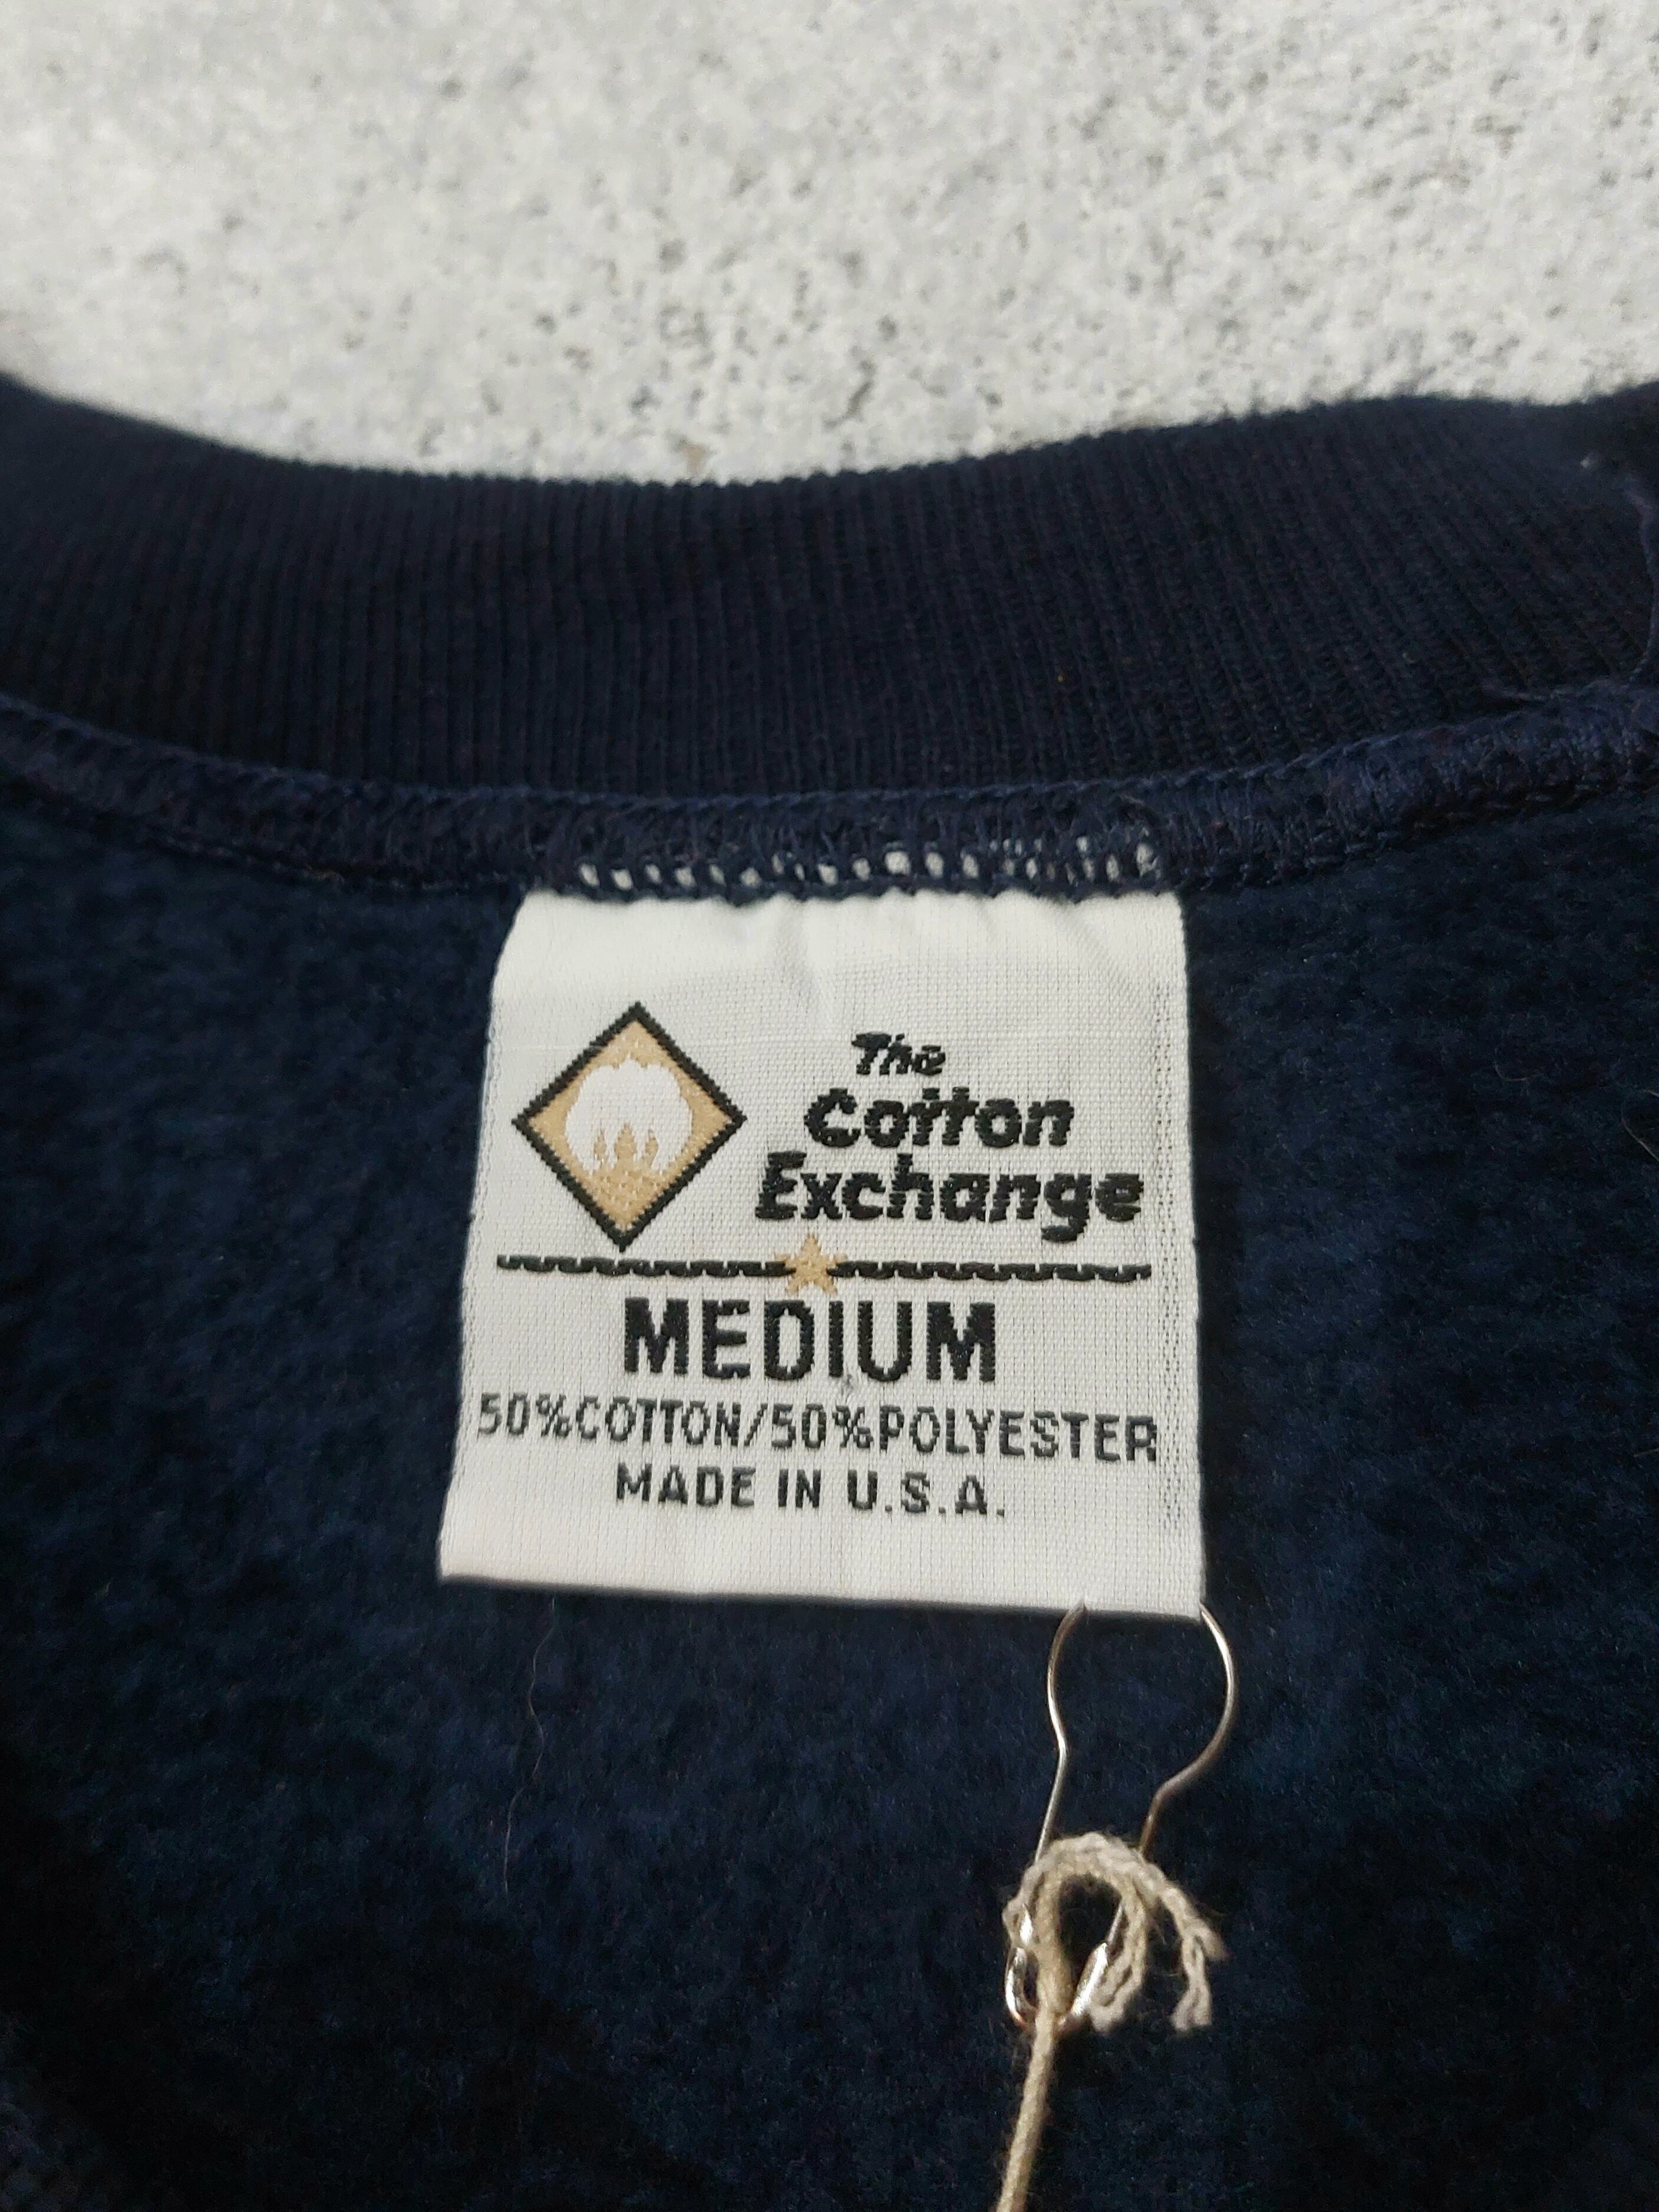 The
Cotton
Exchange
MEDIUM
50%COTTON/50%POLYESTER
MADE IN U.S.A.